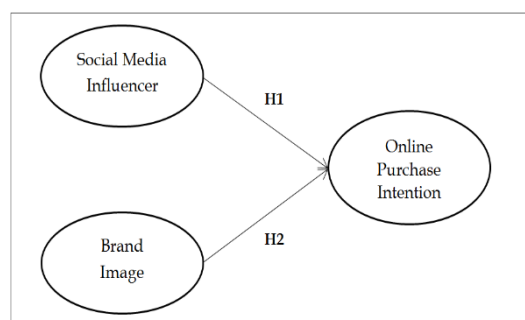 Social Media
Influencer
H1
Online
Purchase
Intention
H2
Brand
Image